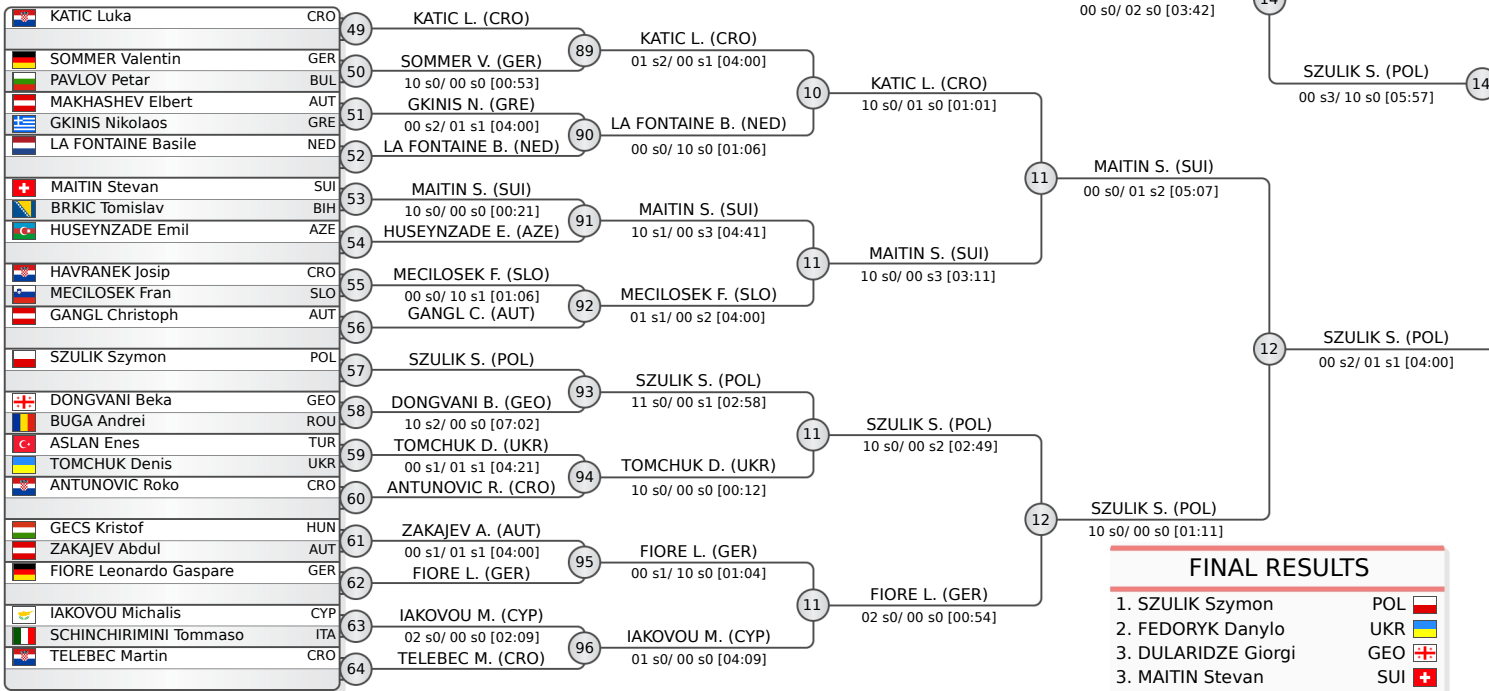 KATIC Luka CRO
SOMMER Valentin GER
PAVLOV Petar BUL
MAKHASHEV Elbert AUT
GKINIS Nikolaos GRE
LA FONTAINE Basile NED
MAITIN Stevan SUI
BRKIC Tomislav BIH
HUSEYNZADE Emil AZE
HAVRANEK Josip CRO
MECILOSEK Fran SLO
GANGL Christoph AUT
SZULIK Szymon POL
DONGVANI Beka GEO
BUGA Andrei ROU
ASLAN Enes TUR
TOMCHUK Denis UKR
ANTUNOVIC Roko CRO
GECS Kristof HUN
ZAKAJEV Abdul AUT
FIORE Leonardo Gaspare GER
IAKOVOU Michalis CYP
SCHINCHIRIMINI Tommaso ITA
TELEBEC Martin CRO
49
50
51
52
53
54
55
56
57
58
59
60
61
62
63
64
KATIC L. (CRO)
SOMMER V. (GER)
10 s0/ 00 s0 [00:53]
GKINIS N. (GRE)
00 s2/ 01 s1 [04:00]
LA FONTAINE B. (NED)
MAITIN S. (SUI)
10 s0/ 00 s0 [00:21]
HUSEYNZADE E. (AZE)
MECILOSEK F. (SLO)
00 s0/ 10 s1 [01:06]
GANGL C. (AUT)
SZULIK S. (POL)
DONGVANI B. (GEO)
10 s2/ 00 s0 [07:02]
TOMCHUK D. (UKR)
00 s1/ 01 s1 [04:21]
ANTUNOVIC R. (CRO)
ZAKAJEV A. (AUT)
00 s1/ 01 s1 [04:00]
FIORE L. (GER)
IAKOVOU M. (CYP)
02 s0/ 00 s0 [02:09]
TELEBEC M. (CRO)
89
90
91
92
93
94
95
96
KATIC L. (CRO)
01 s2/ 00 s1 [04:00]
LA FONTAINE B. (NED)
00 s0/ 10 s0 [01:06]
MAITIN S. (SUI)
10 s1/ 00 s3 [04:41]
MECILOSEK F. (SLO)
01 s1/ 00 s2 [04:00]
SZULIK S. (POL)
11 s0/ 00 s1 [02:58]
TOMCHUK D. (UKR)
10 s0/ 00 s0 [00:12]
FIORE L. (GER)
00 s1/ 10 s0 [01:04]
IAKOVOU M. (CYP)
01 s0/ 00 s0 [04:09]
10
11
11
11
KATIC L. (CRO)
10 s0/ 01 s0 [01:01]
MAITIN S. (SUI)
10 s0/ 00 s3 [03:11]
SZULIK S. (POL)
10 s0/ 00 s2 [02:49]
FIORE L. (GER)
02 s0/ 00 s0 [00:54]
11
12
MAITIN S. (SUI)
00 s0/ 01 s2 [05:07]
SZULIK S. (POL)
10 s0/ 00 s0 [01:11]
12
SZULIK S. (POL)
00 s2/ 01 s1 [04:00]
00 s0/ 02 s0 [03:42]
14
SZULIK S. (POL)
00 s3/ 10 s0 [05:57]
14
FINAL RESULTS
1. SZULIK Szymon POL
2. FEDORYK Danylo UKR
3. DULARIDZE Giorgi GEO
3. MAITIN Stevan SUI